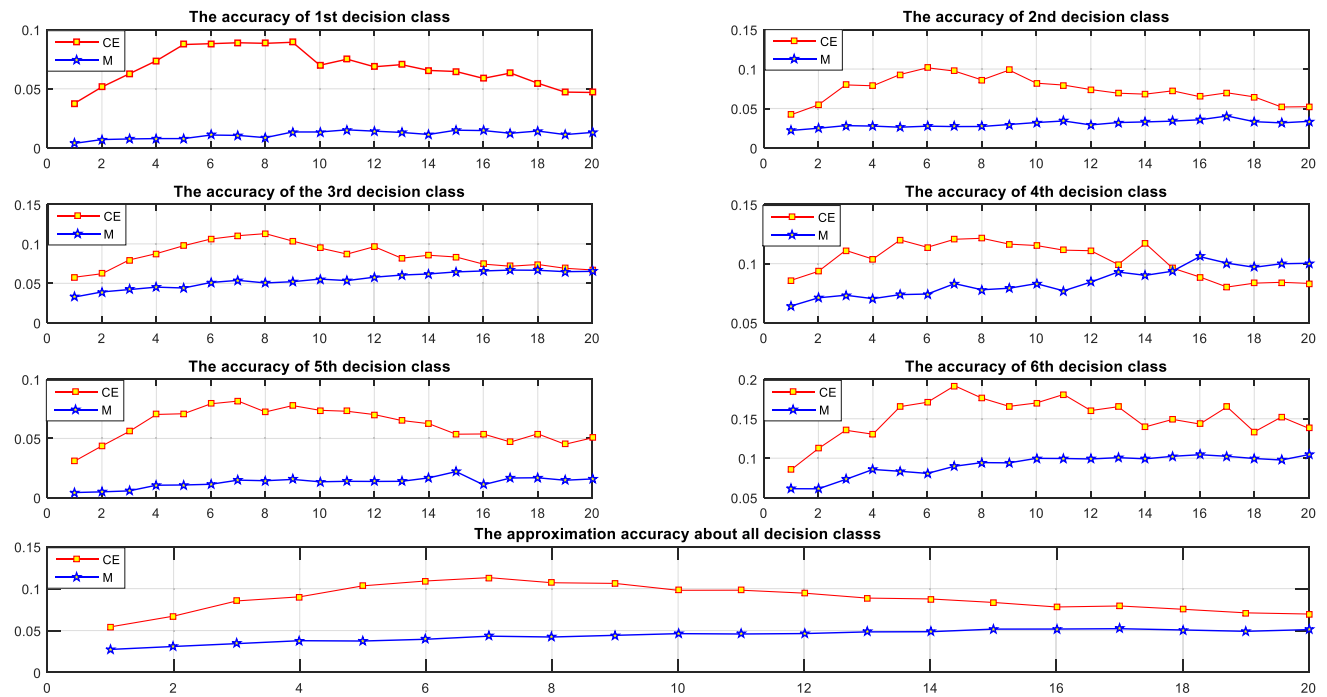 The accuracy of 1st decision class
0.1
0.05
0
CE
M
0 2 4 6 8 10 12 14 16 18 20
The accuracy of 2nd decision class
0.15
0.1
0.05
0
CE
M
0 2 4 6 8 10 12 14 16 18 20
The accuracy of the 3rd decision class
0.15
0.1
0.05
0
CE
M
0 2 4 6 8 10 12 14 16 18 20
The accuracy of 4th decision class
0.15
0.1
0.05
CE
M
0 2 4 6 8 10 12 14 16 18 20
The accuracy of 5th decision class
0.1
0.05
0
CE
M
0 2 4 6 8 10 12 14 16 18 20
The accuracy of 6th decision class
0.2
0.15
0.1
0.05
CE
M
0 2 4 6 8 10 12 14 16 18 20
The approximation accuracy about all decision classs
0.15
0.1
0.05
0
CE
M
0 2 4 6 8 10 12 14 16 18 20